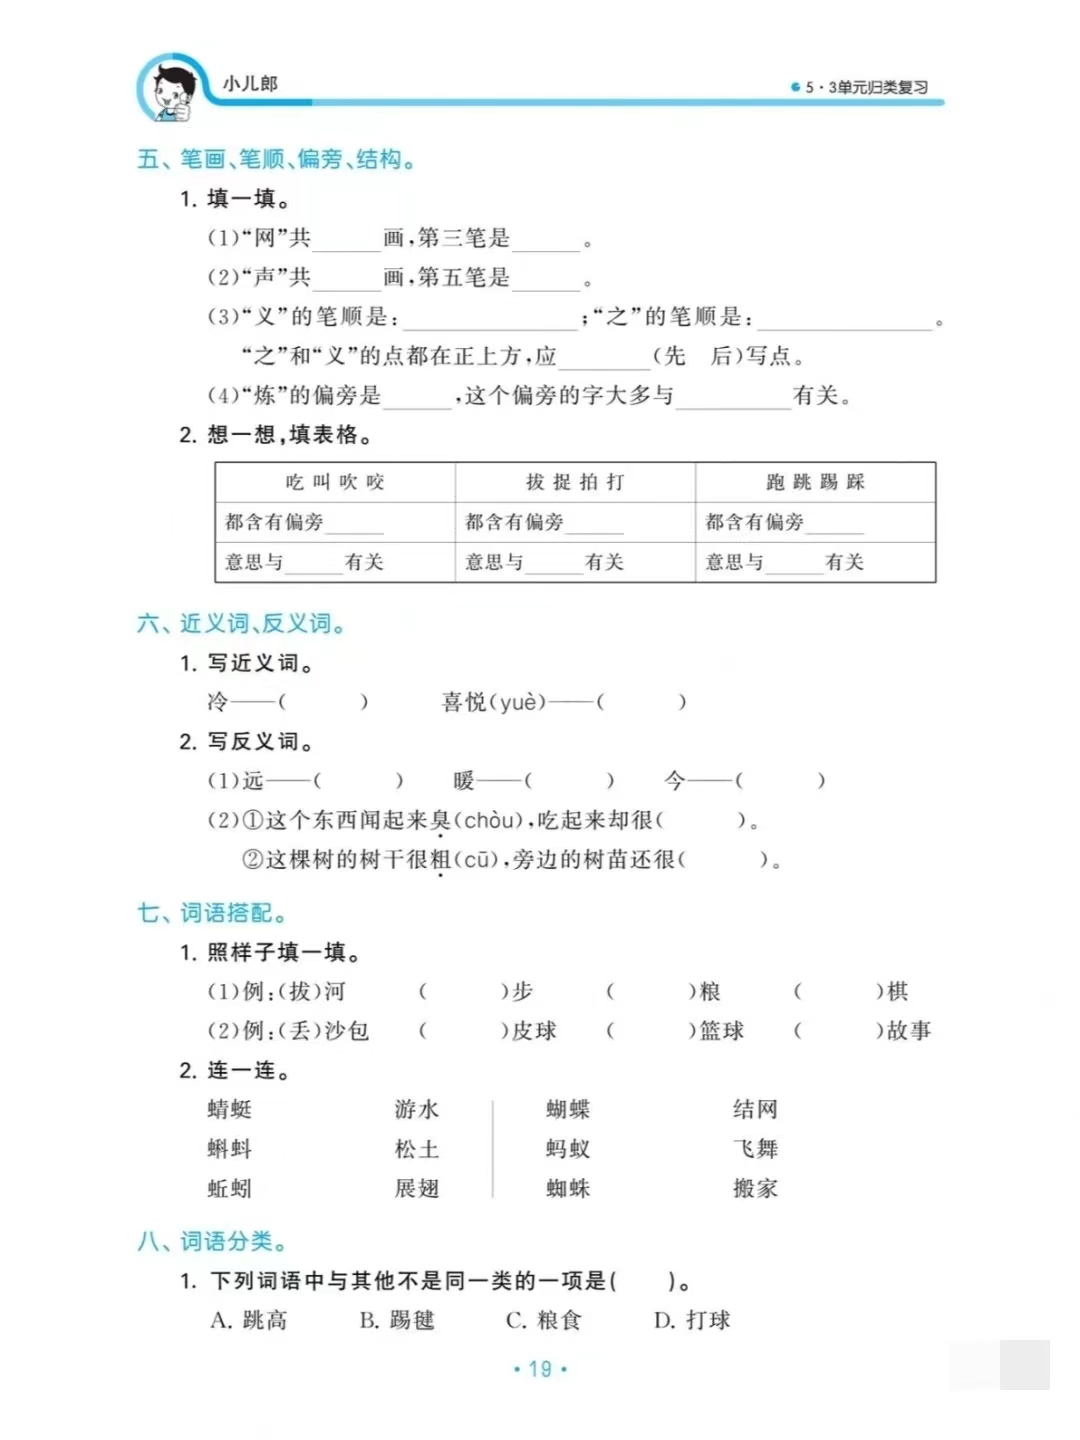 小儿郎
5·3单元归类复习
五、笔画、笔顺、偏旁、结构。
1. 填一填。
(1)“网”共______画,第三笔是______。
(2)“声”共______画,第五笔是______。
(3)“义”的笔顺是:_______________;“之”的笔顺是:_______________。
“之”和“义”的点都在正上方,应________(先 后)写点。
(4)“炼”的偏旁是______,这个偏旁的字大多与__________有关。
2. 想一想,填表格。
吃 叫 吹 咬 拔 捉 拍 打 跑 跳 踢 踩
都含有偏旁______ 都含有偏旁______ 都含有偏旁______
意思与______有关 意思与______有关 意思与______有关
六、近义词、反义词。
1. 写近义词。
冷——( ) 喜悦(yuè)——( )
2. 写反义词。
(1)远——( ) 暖——( ) 今——( )
(2)①这个东西闻起来臭(chòu),吃起来却很( )。
②这棵树的树干很粗(cū),旁边的树苗还很( )。
七、词语搭配。
1. 照样子填一填。
(1)例:(拔)河 ( )步 ( )粮 ( )棋
(2)例:(丢)沙包 ( )皮球 ( )篮球 ( )故事
2. 连一连。
蜻蜓 游水 蝴蝶 结网
蝌蚪 松土 蚂蚁 飞舞
蚯蚓 展翅 蜘蛛 搬家
八、词语分类。
1. 下列词语中与其他不是同一类的一项是( )。
A. 跳高 B. 踢毽 C. 粮食 D. 打球
·19·